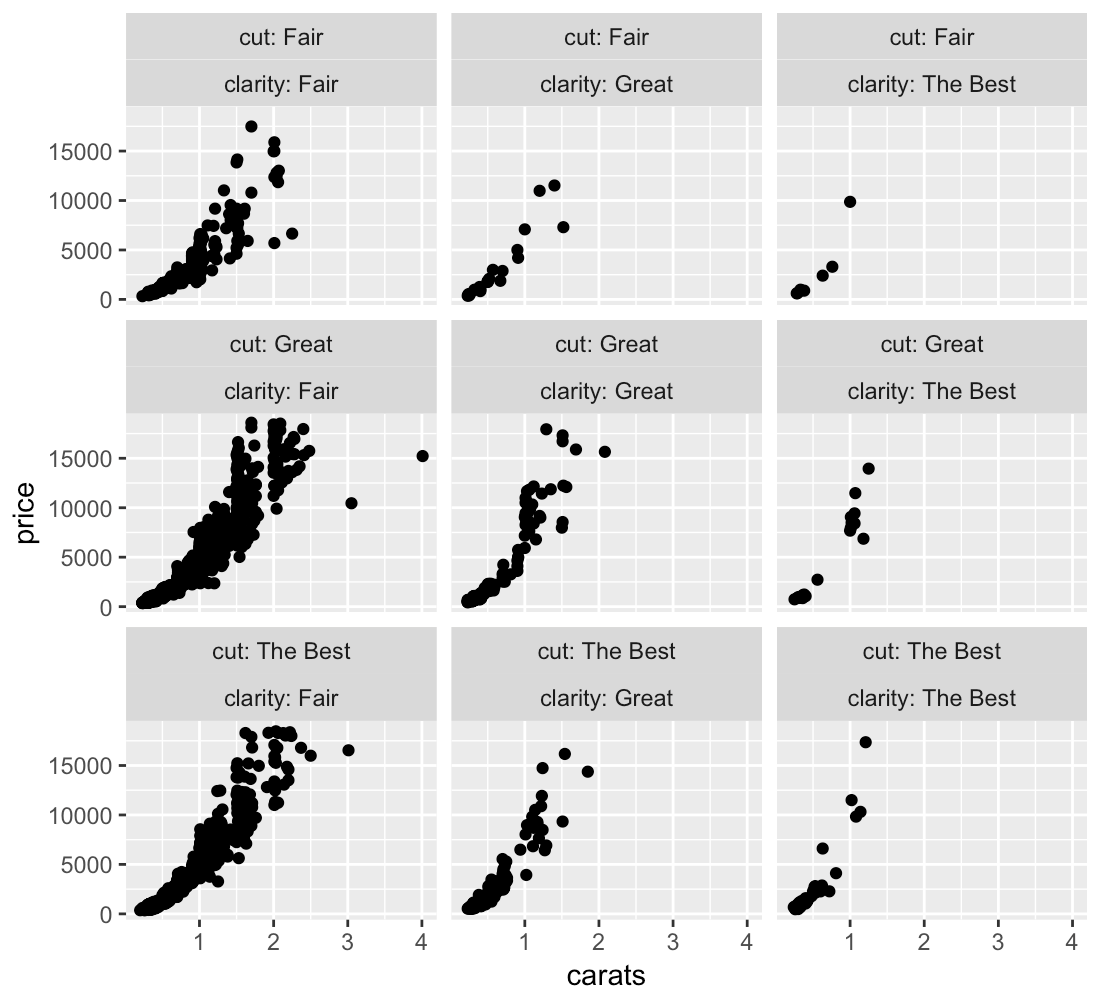 cut: Fair
clarity: Fair
cut: Fair
clarity: Great
cut: Fair
clarity: The Best
15000
10000
5000
0
cut: Great
clarity: Fair
cut: Great
clarity: Great
cut: Great
clarity: The Best
15000
10000
5000
0
price
cut: The Best
clarity: Fair
cut: The Best
clarity: Great
cut: The Best
clarity: The Best
15000
10000
5000
0
1 2 3 4
1 2 3 4
1 2 3 4
carats